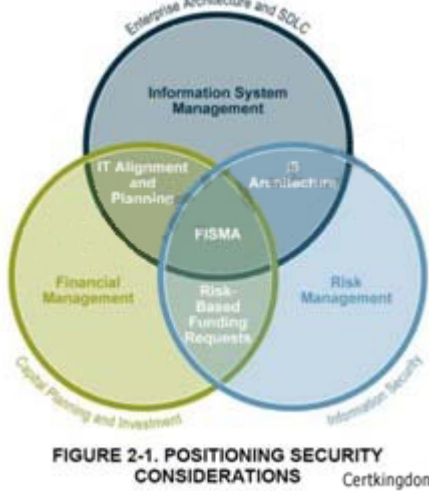 Enterprise Architecture and SDLC
Information System
Management
IT Alignment
and
Planning
IS
Architecture
FISMA
Financial
Management
Risk-
Based
Funding
Requests
Risk
Management
Capital Planning and Investment
Information Security
FIGURE 2-1. POSITIONING SECURITY
CONSIDERATIONS
Certkingdom